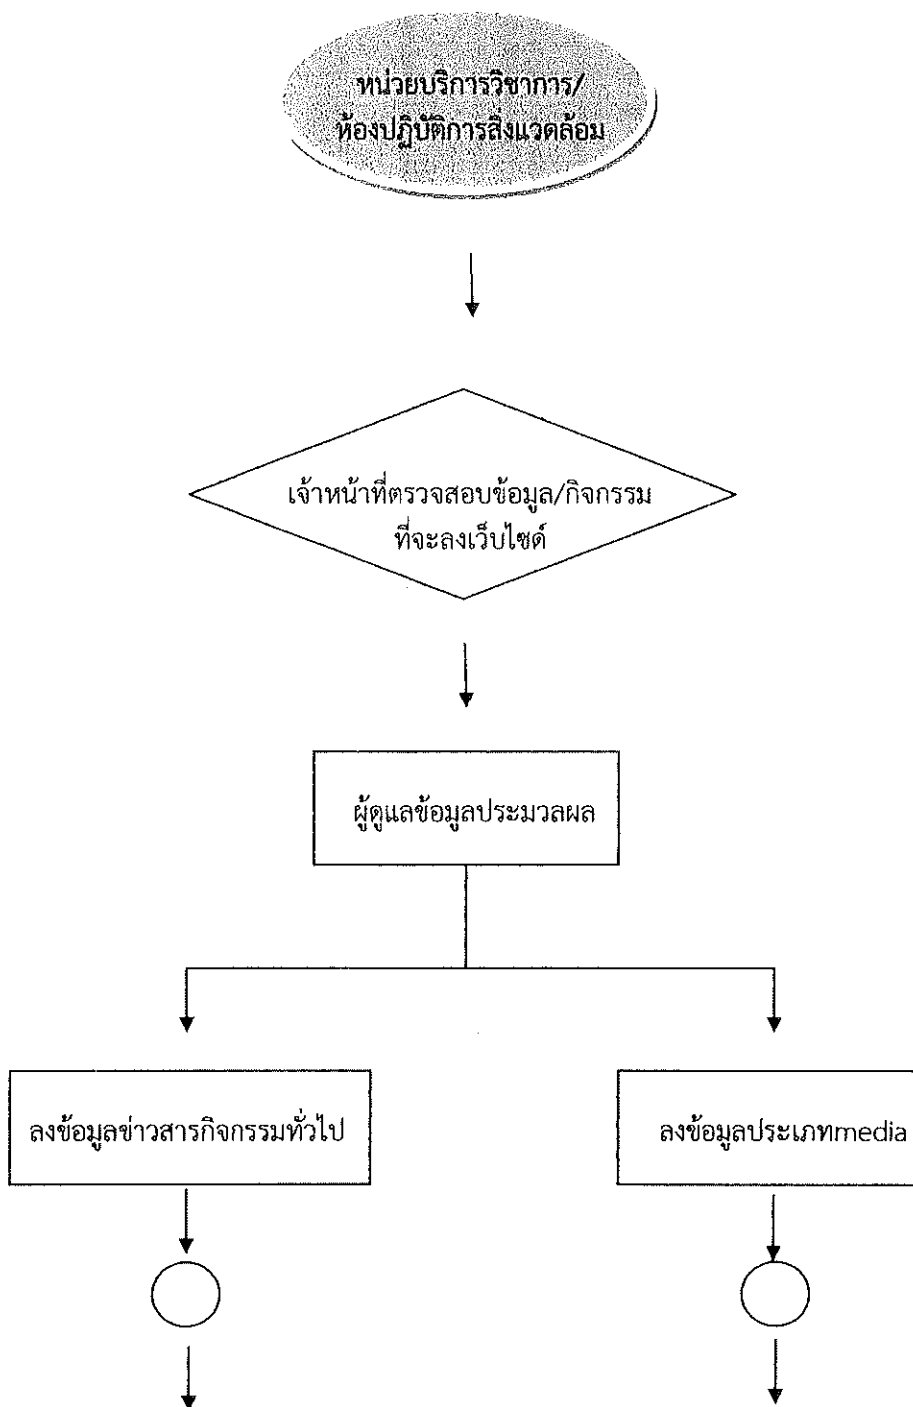 หน่วยบริการวิชาการ/
ห้องปฏิบัติการสิ่งแวดล้อม
เจ้าหน้าที่ตรวจสอบข้อมูล/กิจกรรม
ที่จะลงเว็บไซด์
ผู้ดูแลข้อมูลประมวลผล
ลงข้อมูลข่าวสารกิจกรรมทั่วไป
ลงข้อมูลประเภทmedia